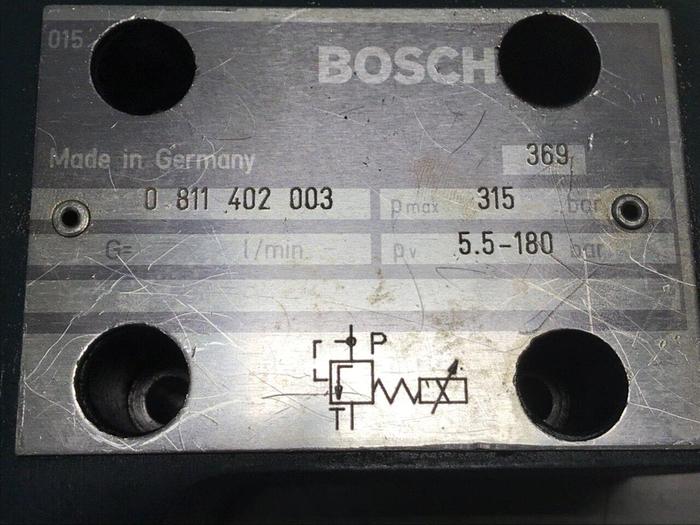 015
BOSCH
Made in Germany 369
0 811 402 003 pmax 315 bar
G= l/min pv 5.5-180 bar
P
T